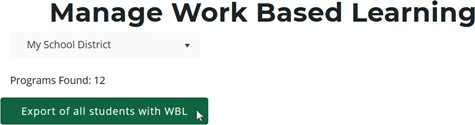 Manage Work Based Learning
My School District
Programs Found: 12
Export of all students with WBL